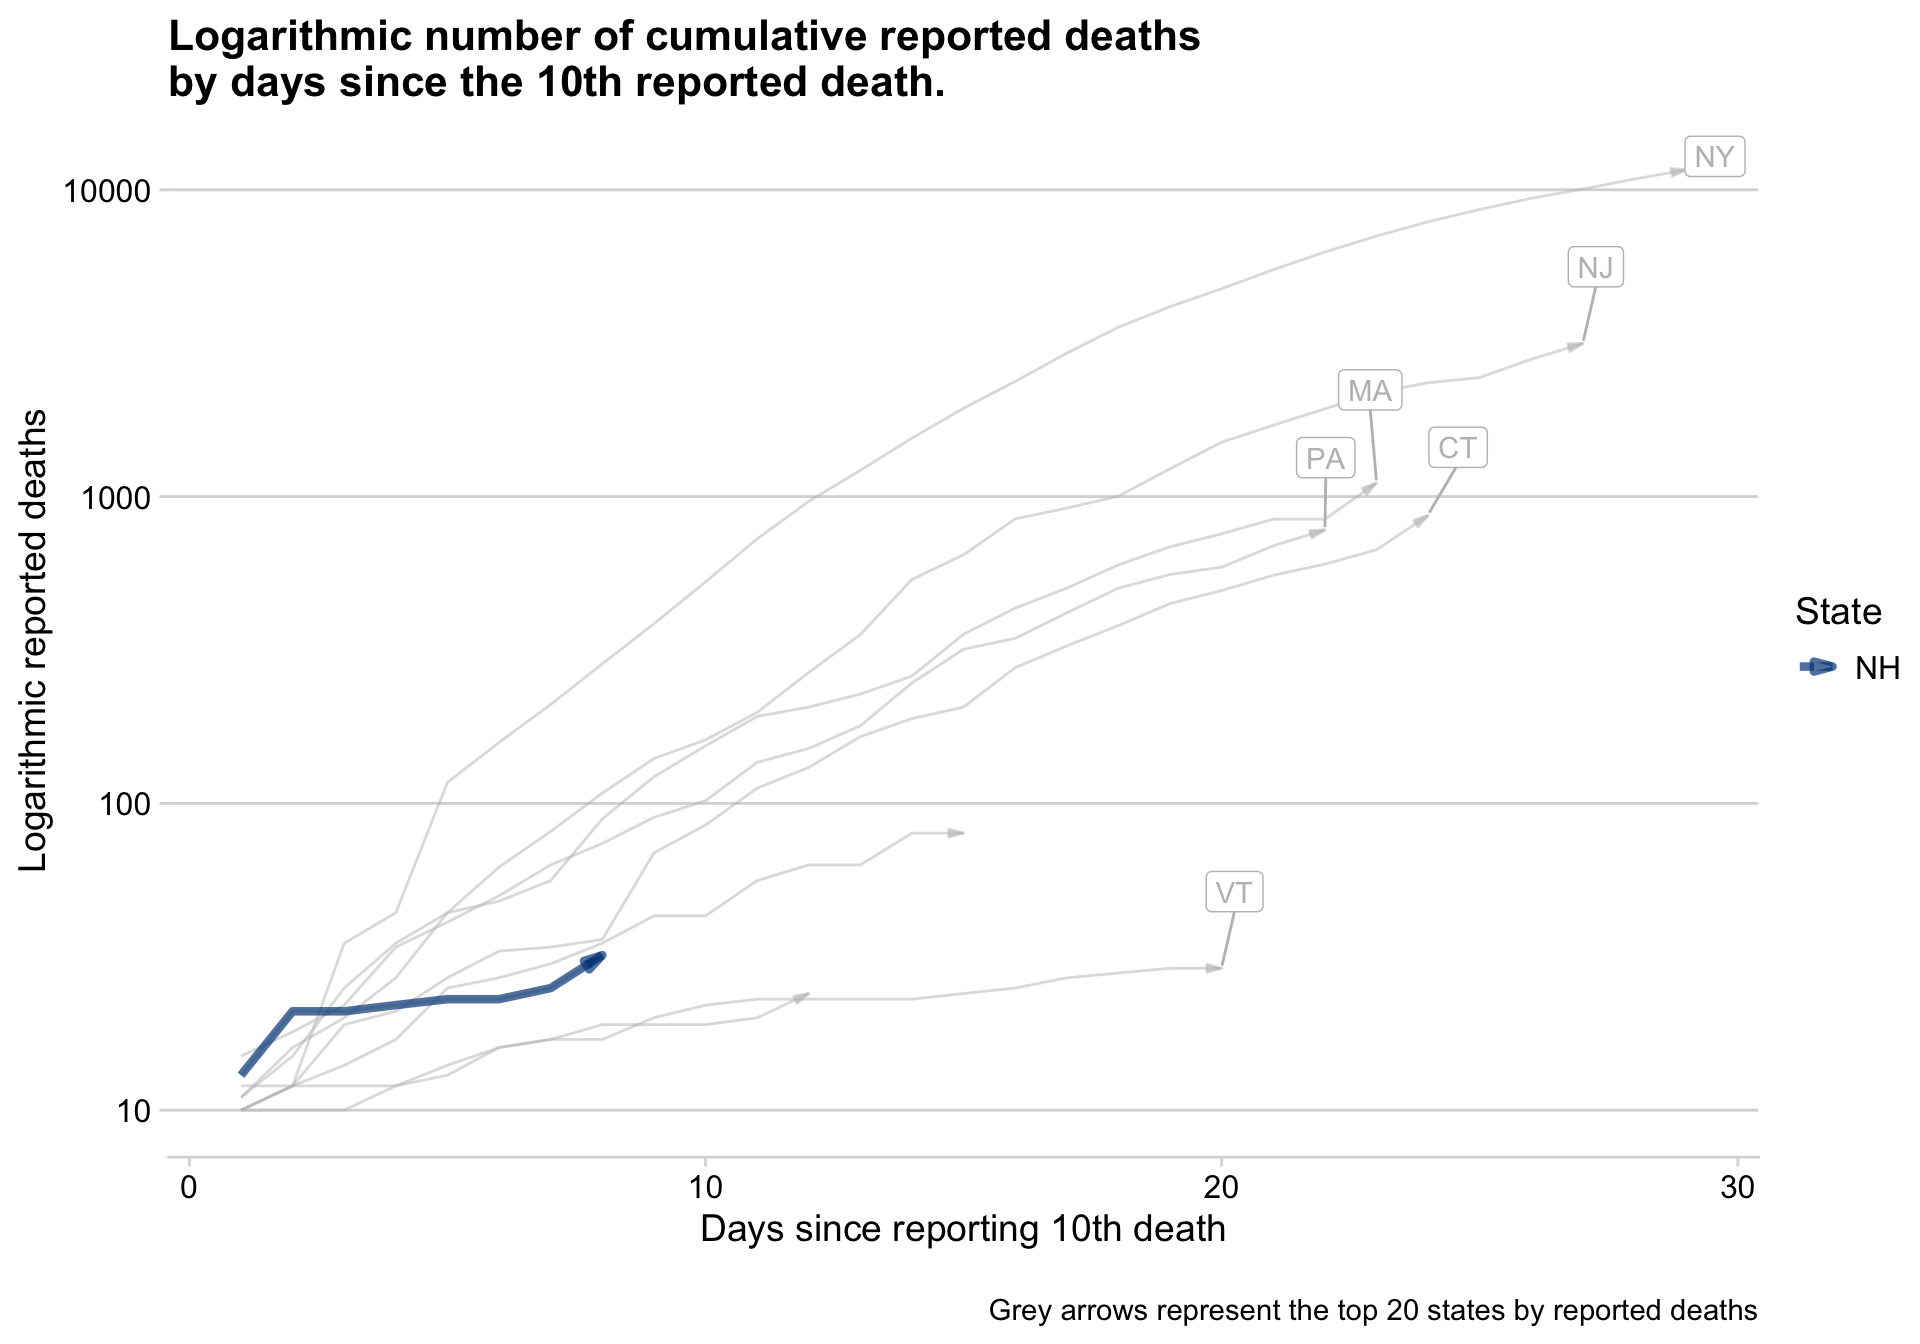 Logarithmic number of cumulative reported deaths
by days since the 10th reported death.
NY
10000
NJ
MA
CT
PA
1000
Logarithmic reported deaths
State
NH
100
VT
10
0 10 20 30
Days since reporting 10th death
Grey arrows represent the top 20 states by reported deaths